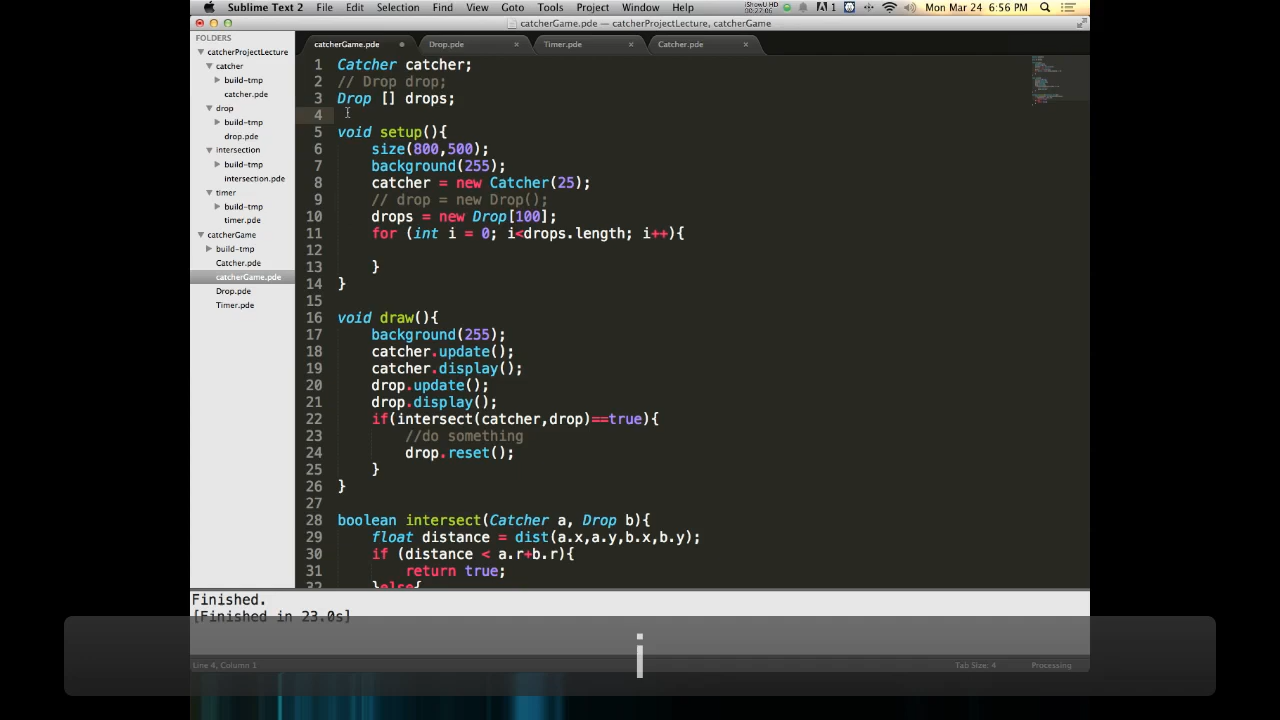 Sublime Text 2 File Edit Selection Find View Goto Tools Project Window Help iShowU HD 00:27:06 1 Mon Mar 24 6:56 PM
catcherGame.pde — catcherProjectLecture, catcherGame
FOLDERS
catcherProjectLecture
catcher
build-tmp
catcher.pde
drop
build-tmp
drop.pde
intersection
build-tmp
intersection.pde
timer
build-tmp
timer.pde
catcherGame
build-tmp
Catcher.pde
catcherGame.pde
Drop.pde
Timer.pde
catcherGame.pde Drop.pde Timer.pde Catcher.pde
1 Catcher catcher;
2 // Drop drop;
3 Drop [] drops;
4
5 void setup(){
6 size(800,500);
7 background(255);
8 catcher = new Catcher(25);
9 // drop = new Drop();
10 drops = new Drop[100];
11 for (int i = 0; i<drops.length; i++){
12
13 }
14 }
15
16 void draw(){
17 background(255);
18 catcher.update();
19 catcher.display();
20 drop.update();
21 drop.display();
22 if(intersect(catcher,drop)==true){
23 //do something
24 drop.reset();
25 }
26 }
27
28 boolean intersect(Catcher a, Drop b){
29 float distance = dist(a.x,a.y,b.x,b.y);
30 if (distance < a.r+b.r){
31 return true;
32 }else{
Finished.
[Finished in 23.0s]
i
Line 4, Column 1 Tab Size: 4 Processing